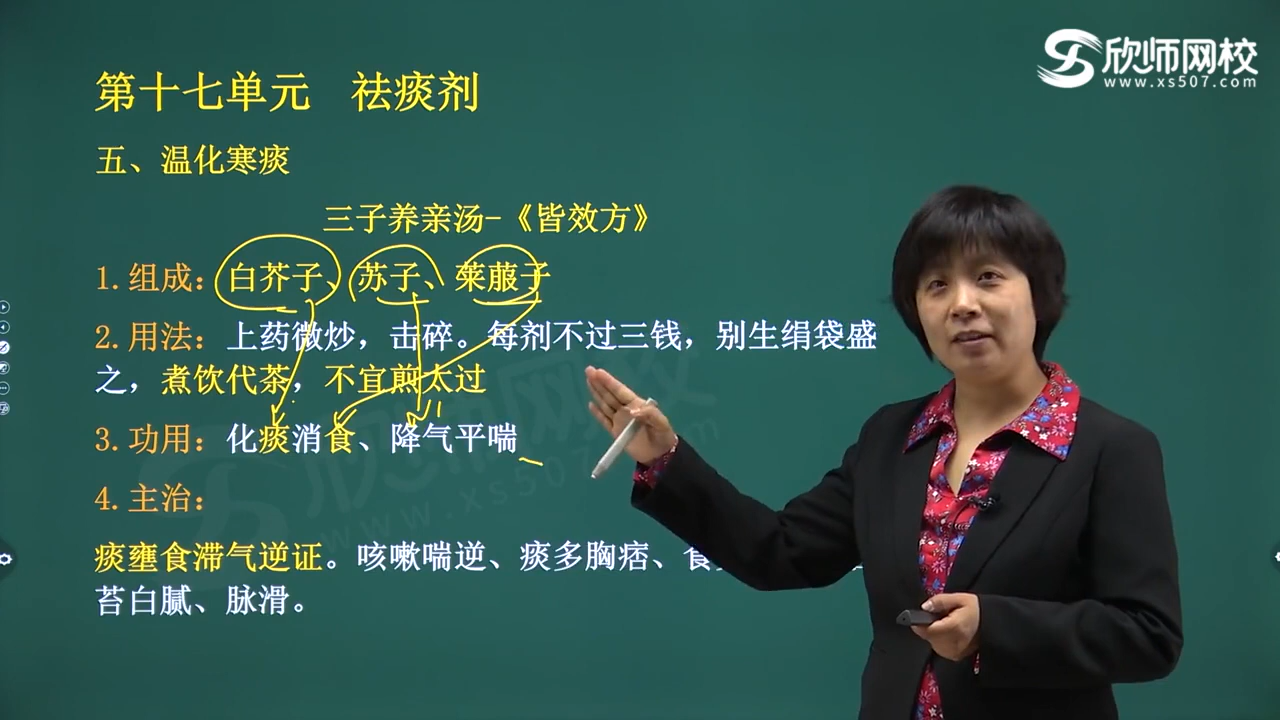 欣师网校
www.xs507.com
第十七单元 祛痰剂
五、温化寒痰
三子养亲汤-《皆效方》
1.组成：白芥子、苏子、莱菔子
2.用法：上药微炒，击碎。每剂不过三钱，别生绢袋盛
之，煮饮代茶，不宜煎太过
3.功用：化痰消食、降气平喘
4.主治：
痰壅食滞气逆证。咳嗽喘逆、痰多胸痞、食
苔白腻、脉滑。